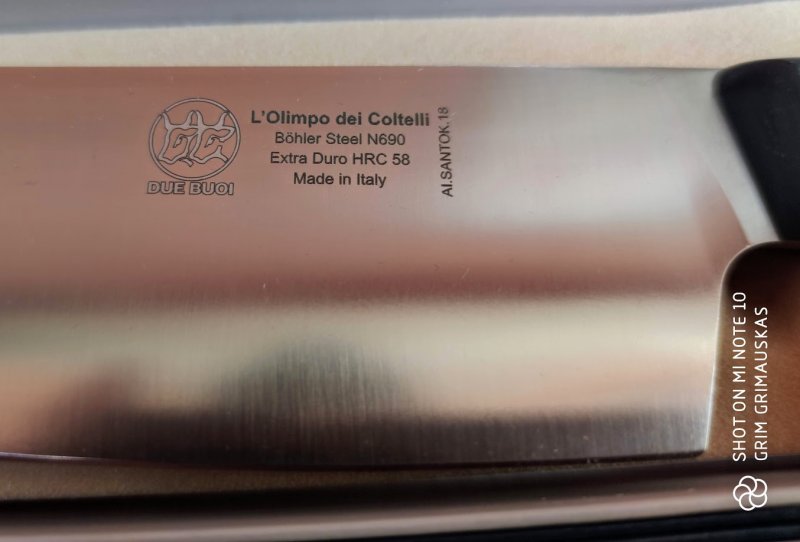 DUE BUOI
L'Olimpo dei Coltelli
Böhler Steel N690
Extra Duro HRC 58
Made in Italy
AI.SANTOK.18
SHOT ON MI NOTE 10
GRIM GRIMAUSKAS